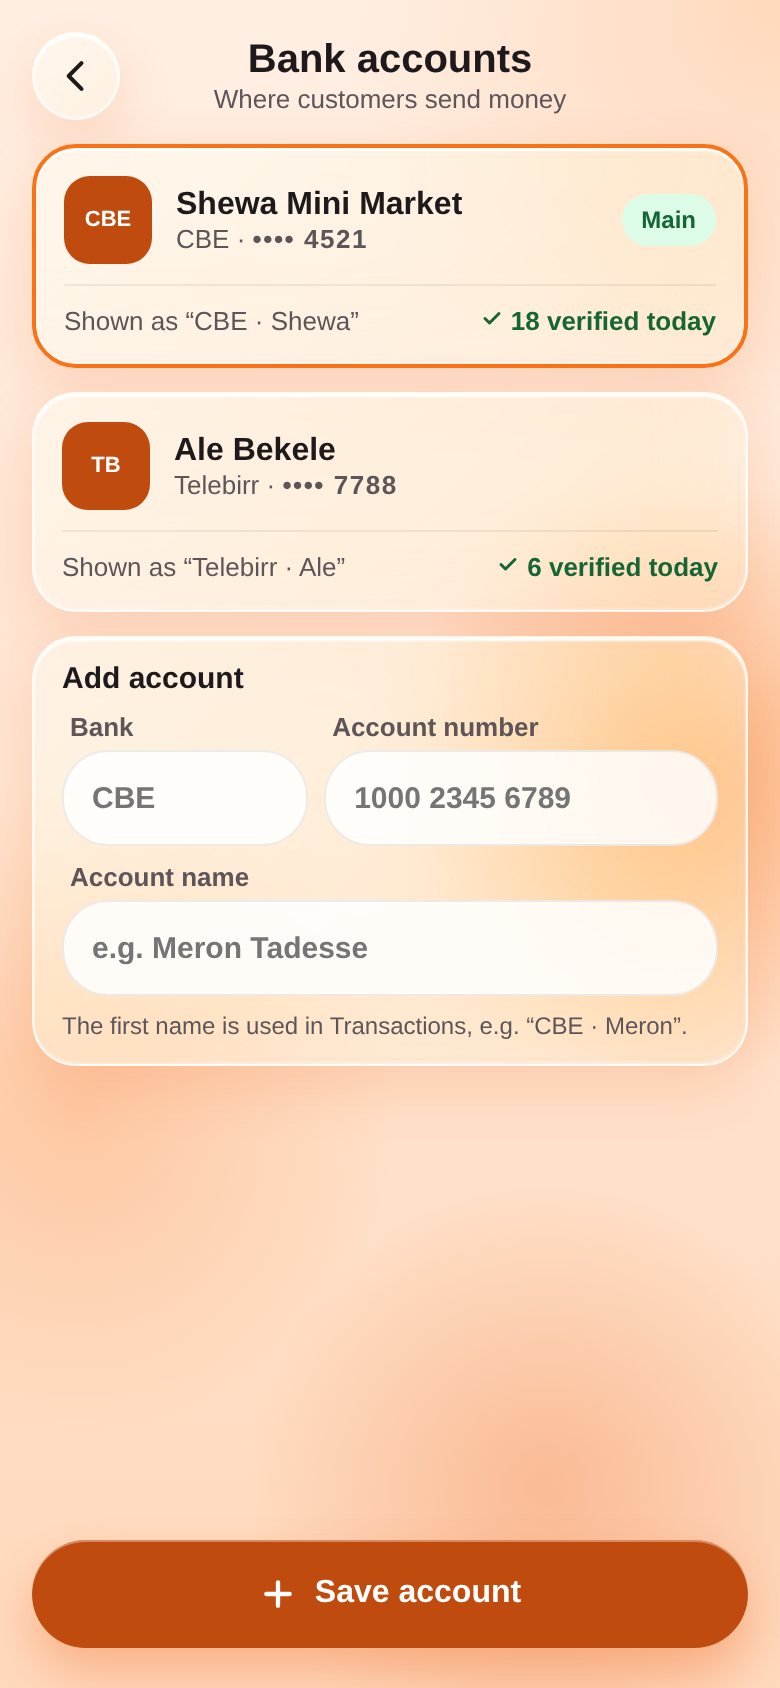 Bank accounts
Where customers send money
CBE
Shewa Mini Market
CBE · •••• 4521
Main
Shown as “CBE · Shewa”
18 verified today
TB
Ale Bekele
Telebirr · •••• 7788
Shown as “Telebirr · Ale”
6 verified today
Add account
Bank
Account number
CBE
1000 2345 6789
Account name
e.g. Meron Tadesse
The first name is used in Transactions, e.g. “CBE · Meron”.
Save account